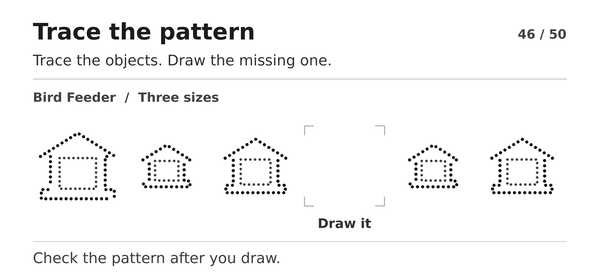 Trace the pattern
46 / 50
Trace the objects. Draw the missing one.
Bird Feeder / Three sizes
Draw it
Check the pattern after you draw.